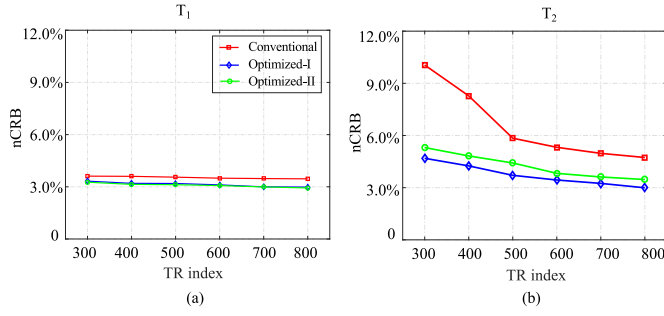 T1
12.0%
9.0%
6.0%
3.0%
0
nCRB
Conventional
Optimized-I
Optimized-II
300 400 500 600 700 800
TR index
(a)
T2
12.0%
9.0%
6.0%
3.0%
0
nCRB
300 400 500 600 700 800
TR index
(b)